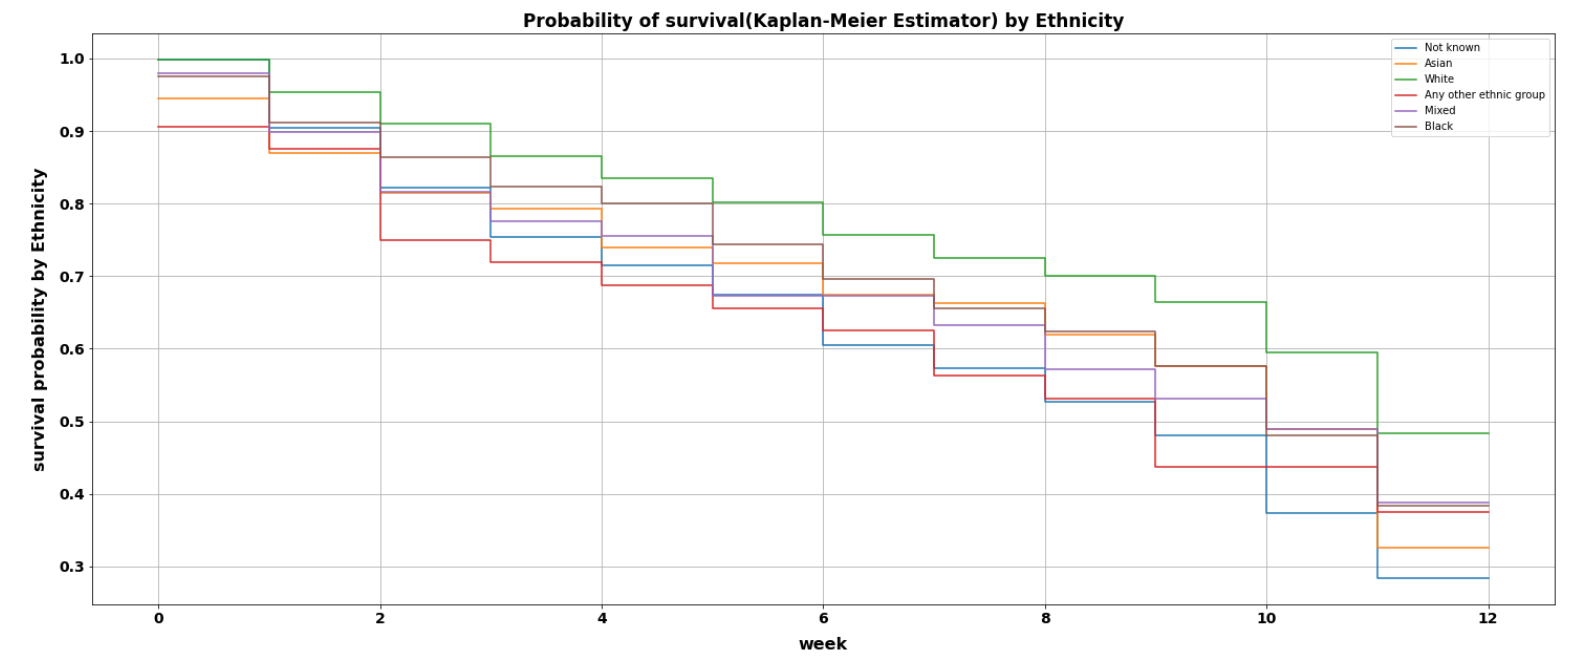 Probability of survival(Kaplan-Meier Estimator) by Ethnicity
survival probability by Ethnicity
1.0
0.9
0.8
0.7
0.6
0.5
0.4
0.3
Not known
Asian
White
Any other ethnic group
Mixed
Black
0 2 4 6 8 10 12
week